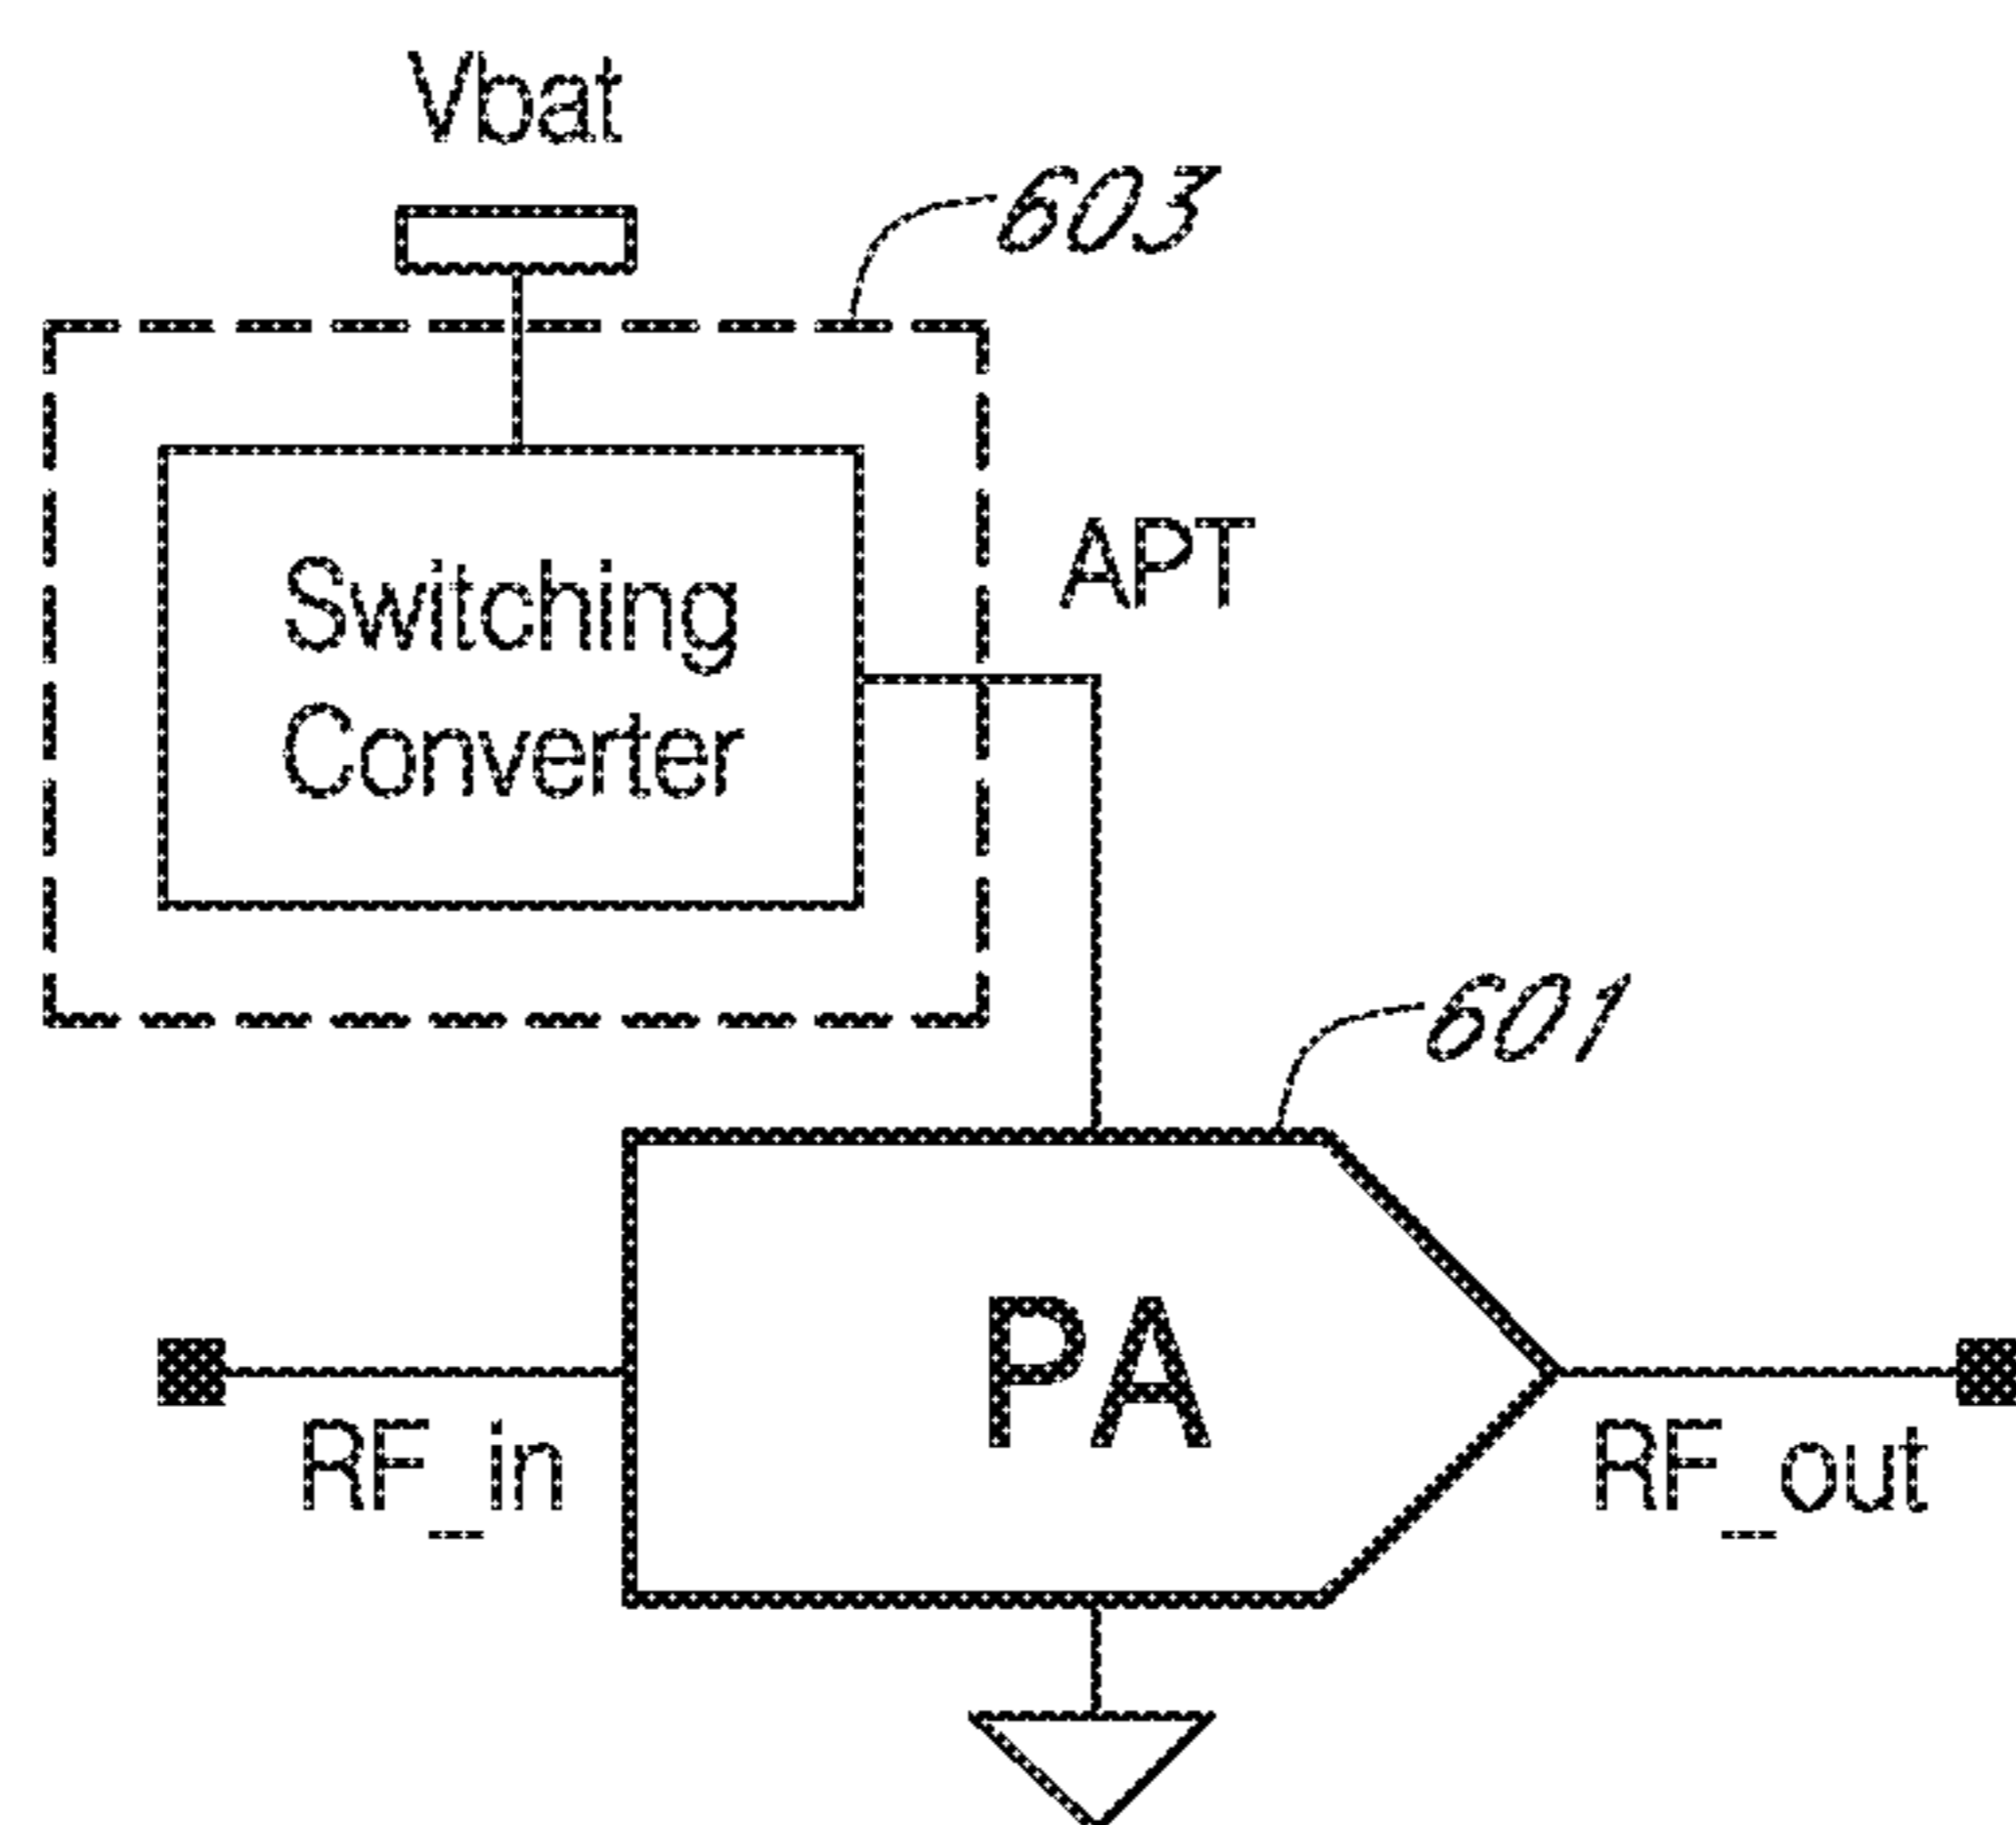 Vbat
603
Switching
Converter
APT
601
PA
RF_in
RF_out